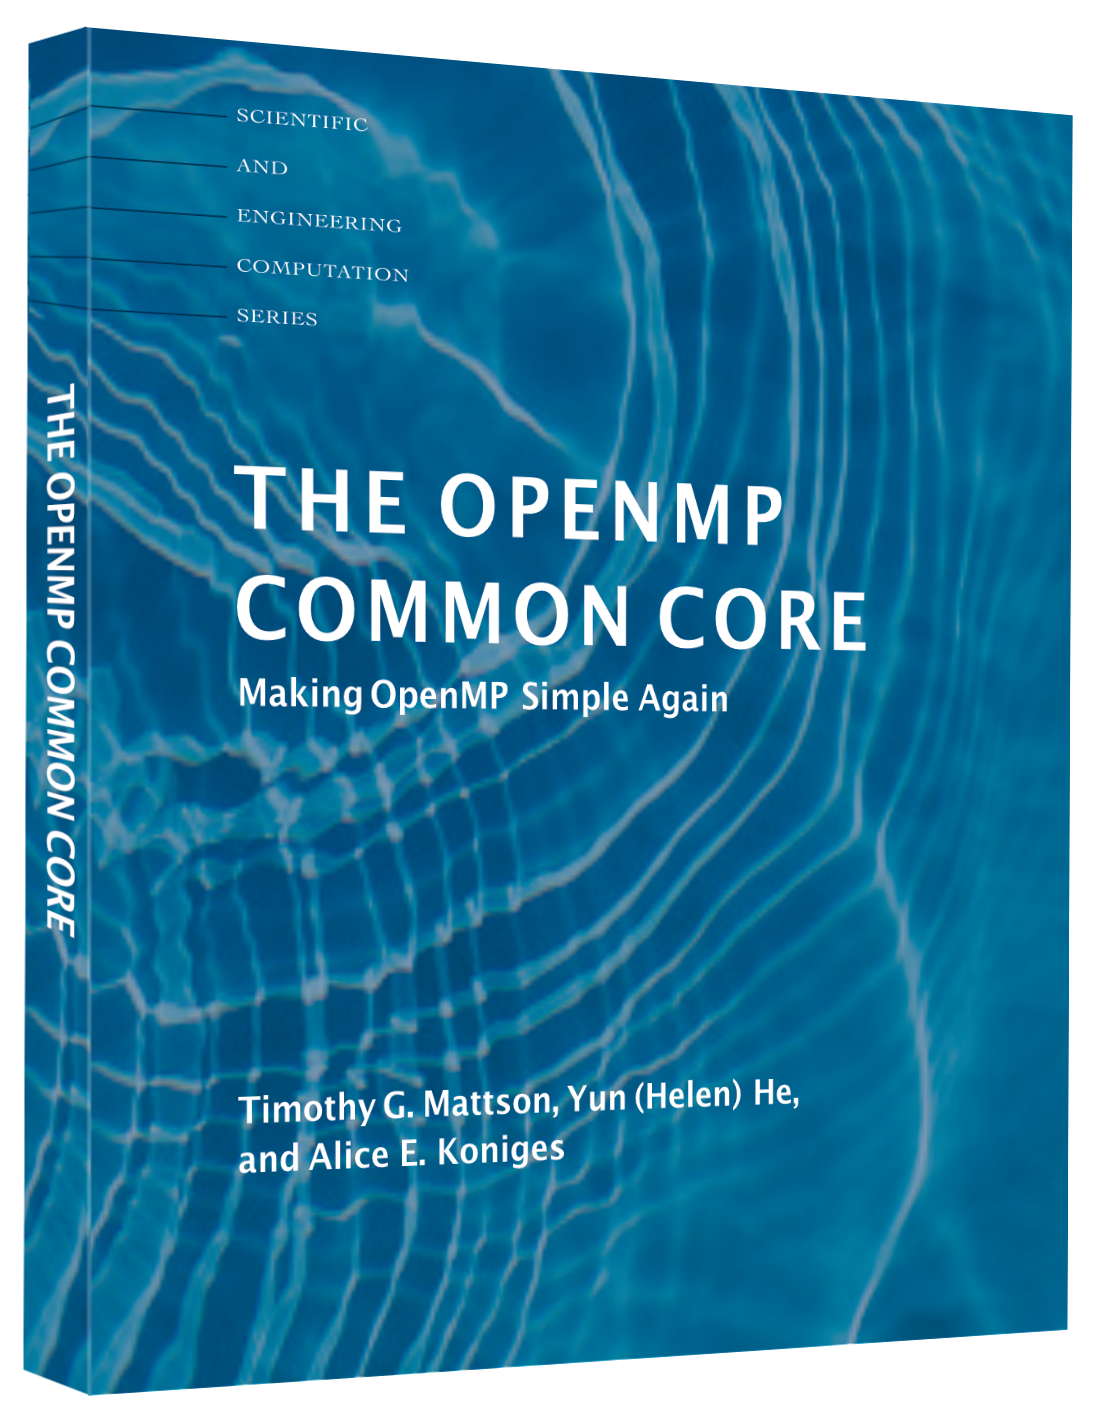 SCIENTIFIC
AND
ENGINEERING
COMPUTATION
SERIES
THE OPENMP COMMON CORE
THE OPENMP
COMMON CORE
Making OpenMP Simple Again
Timothy G. Mattson, Yun (Helen) He,
and Alice E. Koniges